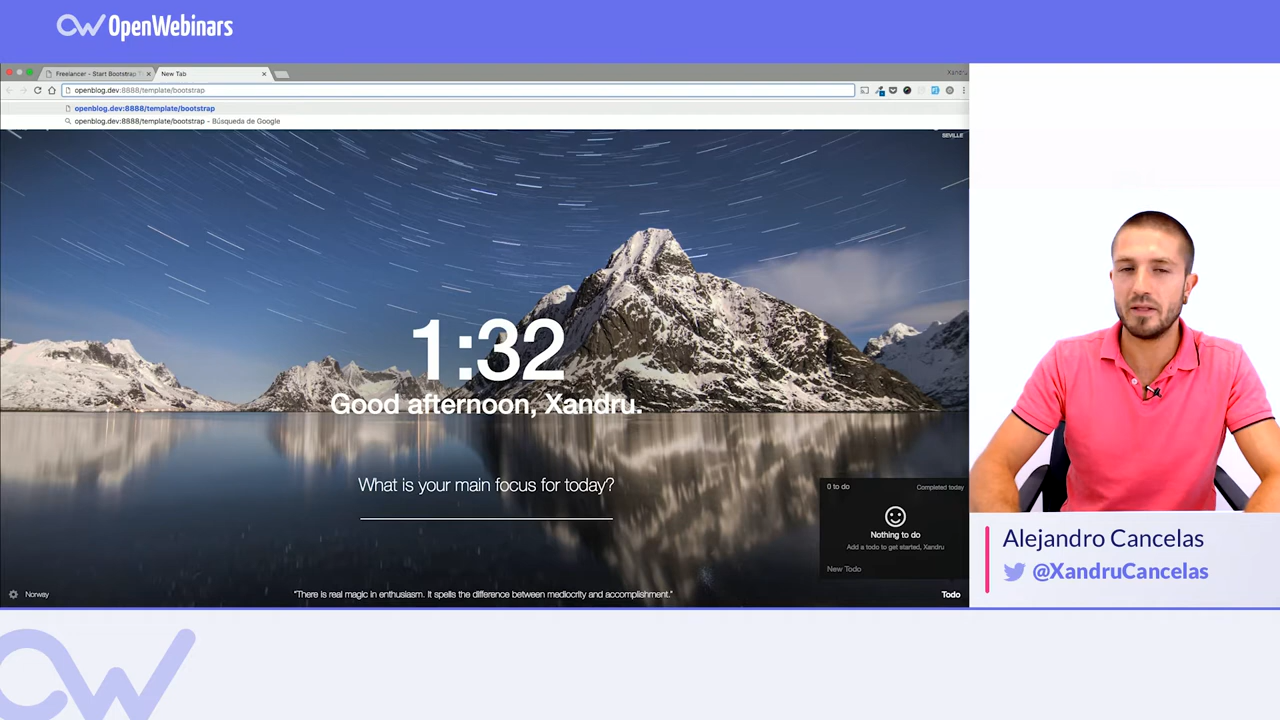 OpenWebinars
Freelancer - Start Bootstrap
New Tab
Xandru
openblog.dev:8888/template/bootstrap
openblog.dev:8888/template/bootstrap
openblog.dev:8888/template/bootstrap - Búsqueda de Google
SEVILLE
1:32
Good afternoon, Xandru.
What is your main focus for today?
0 to do
Completed today
Nothing to do
Add a todo to get started, Xandru
New Todo
Norway
"There is real magic in enthusiasm. It spells the difference between mediocrity and accomplishment."
Todo
Alejandro Cancelas
@XandruCancelas